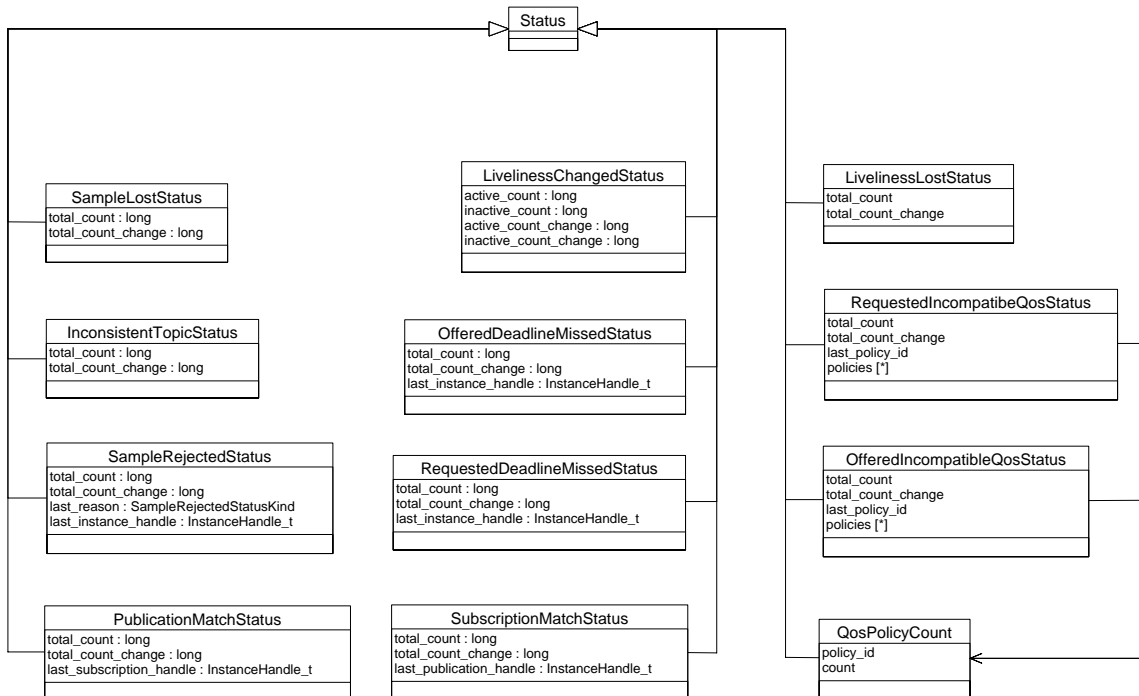 Status
SampleLostStatus
total_count : long
total_count_change : long
LivelinessChangedStatus
active_count : long
inactive_count : long
active_count_change : long
inactive_count_change : long
LivelinessLostStatus
total_count
total_count_change
InconsistentTopicStatus
total_count : long
total_count_change : long
OfferedDeadlineMissedStatus
total_count : long
total_count_change : long
last_instance_handle : InstanceHandle_t
RequestedIncompatibeQosStatus
total_count
total_count_change
last_policy_id
policies [*]
SampleRejectedStatus
total_count : long
total_count_change : long
last_reason : SampleRejectedStatusKind
last_instance_handle : InstanceHandle_t
RequestedDeadlineMissedStatus
total_count : long
total_count_change : long
last_instance_handle : InstanceHandle_t
OfferedIncompatibleQosStatus
total_count
total_count_change
last_policy_id
policies [*]
PublicationMatchStatus
total_count : long
total_count_change : long
last_subscription_handle : InstanceHandle_t
SubscriptionMatchStatus
total_count : long
total_count_change : long
last_publication_handle : InstanceHandle_t
QosPolicyCount
policy_id
count